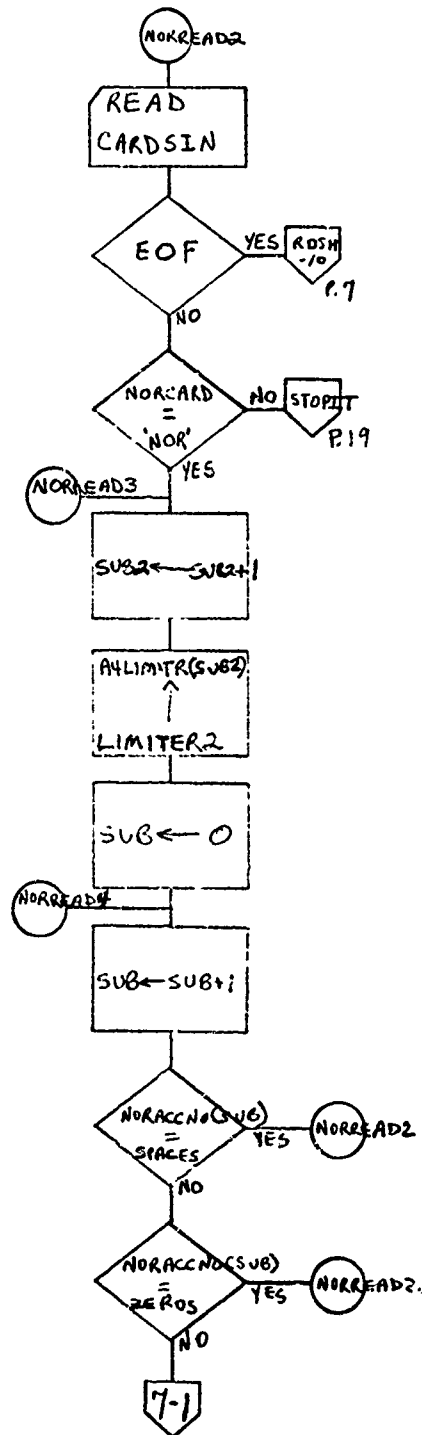 NORREAD2
READ
CARDSIN
EOF
YES
RDSH
-10
P.7
NO
NORCARD
=
'NOR'
NO
STOPIT
P.19
YES
NORREAD3
SUB2←SUB2+1
A4LIMITR(SUB2)
↑
LIMITER2
SUB ← 0
NORREAD4
SUB←SUB+1
NORACCNO(SUB)
=
SPACES
YES
NORREAD2
NO
NORACCNO(SUB)
=
ZEROS
YES
NORREAD2.
NO
7-1